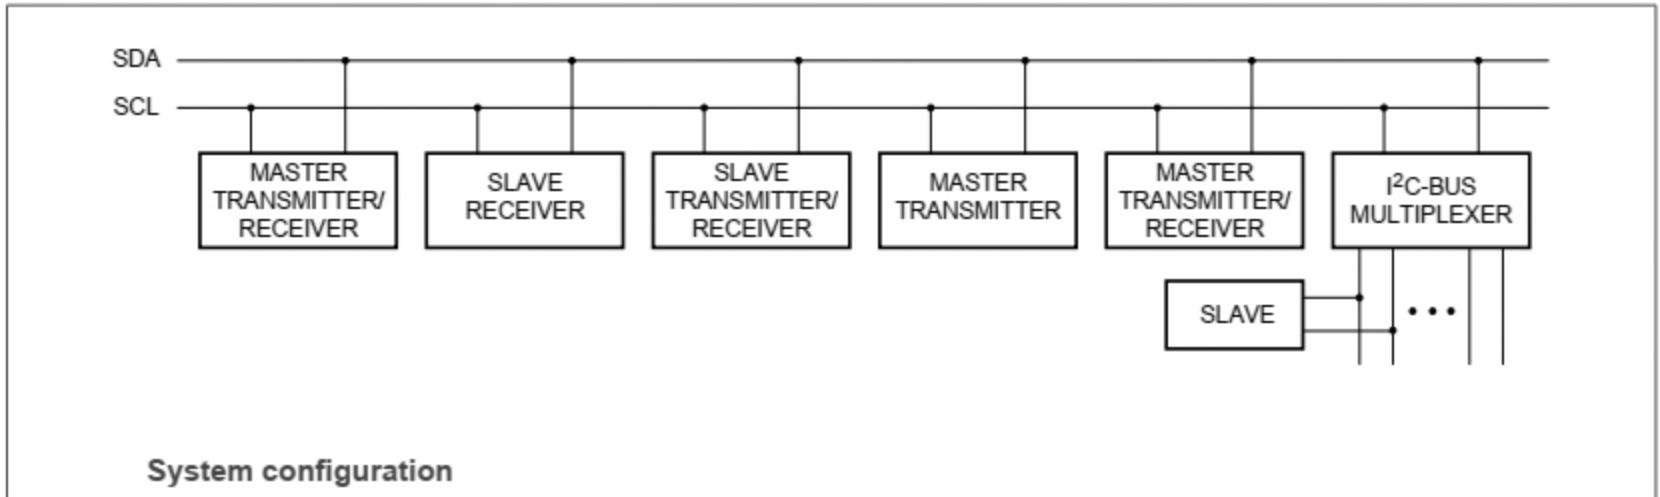 SDA
SCL
MASTER
TRANSMITTER/
RECEIVER
SLAVE
RECEIVER
SLAVE
TRANSMITTER/
RECEIVER
MASTER
TRANSMITTER
MASTER
TRANSMITTER/
RECEIVER
I²C-BUS
MULTIPLEXER
SLAVE
System configuration